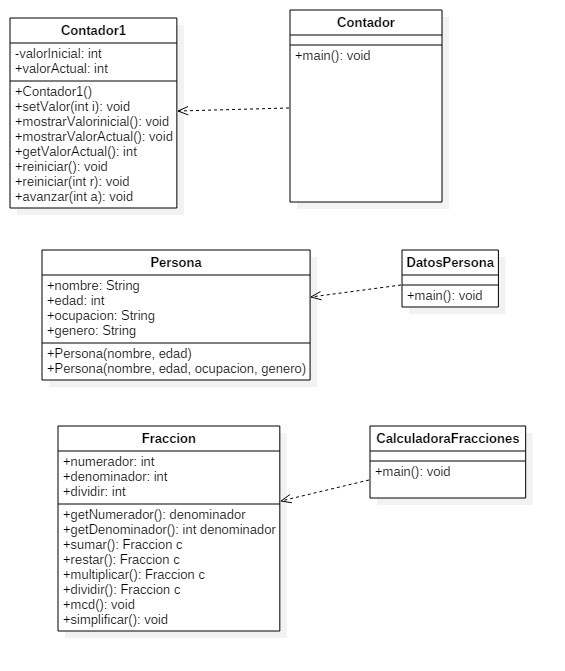 Contador1
-valorInicial: int
+valorActual: int
+Contador1()
+setValor(int i): void
+mostrarValorinicial(): void
+mostrarValorActual(): void
+getValorActual(): int
+reiniciar(): void
+reiniciar(int r): void
+avanzar(int a): void
Contador
+main(): void
Persona
+nombre: String
+edad: int
+ocupacion: String
+genero: String
+Persona(nombre, edad)
+Persona(nombre, edad, ocupacion, genero)
DatosPersona
+main(): void
Fraccion
+numerador: int
+denominador: int
+dividir: int
+getNumerador(): denominador
+getDenominador(): int denominador
+sumar(): Fraccion c
+restar(): Fraccion c
+multiplicar(): Fraccion c
+dividir(): Fraccion c
+mcd(): void
+simplificar(): void
CalculadoraFracciones
+main(): void